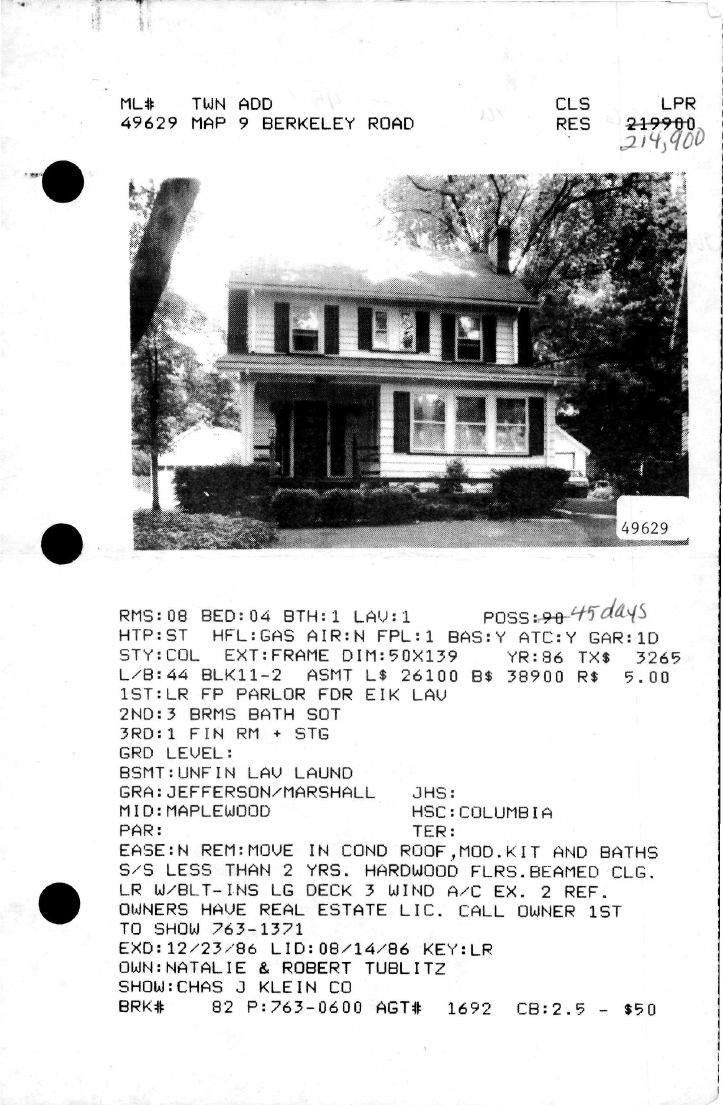 ML# TWN ADD CLS LPR
49629 MAP 9 BERKELEY ROAD RES 219900
214,900
49629
RMS:08 BED:04 BTH:1 LAV:1 POSS:90 45 days
HTP:ST HFL:GAS AIR:N FPL:1 BAS:Y ATC:Y GAR:1D
STY:COL EXT:FRAME DIM:50X139 YR:86 TX$ 3265
L/B:44 BLK11-2 ASMT L$ 26100 B$ 38900 R$ 5.00
1ST:LR FP PARLOR FDR EIK LAV
2ND:3 BRMS BATH SOT
3RD:1 FIN RM + STG
GRD LEVEL:
BSMT:UNFIN LAV LAUND
GRA:JEFFERSON/MARSHALL JHS:
MID:MAPLEWOOD HSC:COLUMBIA
PAR: TER:
EASE:N REM:MOVE IN COND ROOF,MOD.KIT AND BATHS
S/S LESS THAN 2 YRS. HARDWOOD FLRS.BEAMED CLG.
LR W/BLT-INS LG DECK 3 WIND A/C EX. 2 REF.
OWNERS HAVE REAL ESTATE LIC. CALL OWNER 1ST
TO SHOW 763-1371
EXD:12/23/86 LID:08/14/86 KEY:LR
OWN:NATALIE & ROBERT TUBLITZ
SHOW:CHAS J KLEIN CO
BRK# 82 P:763-0600 AGT# 1692 CB:2.5 - $50